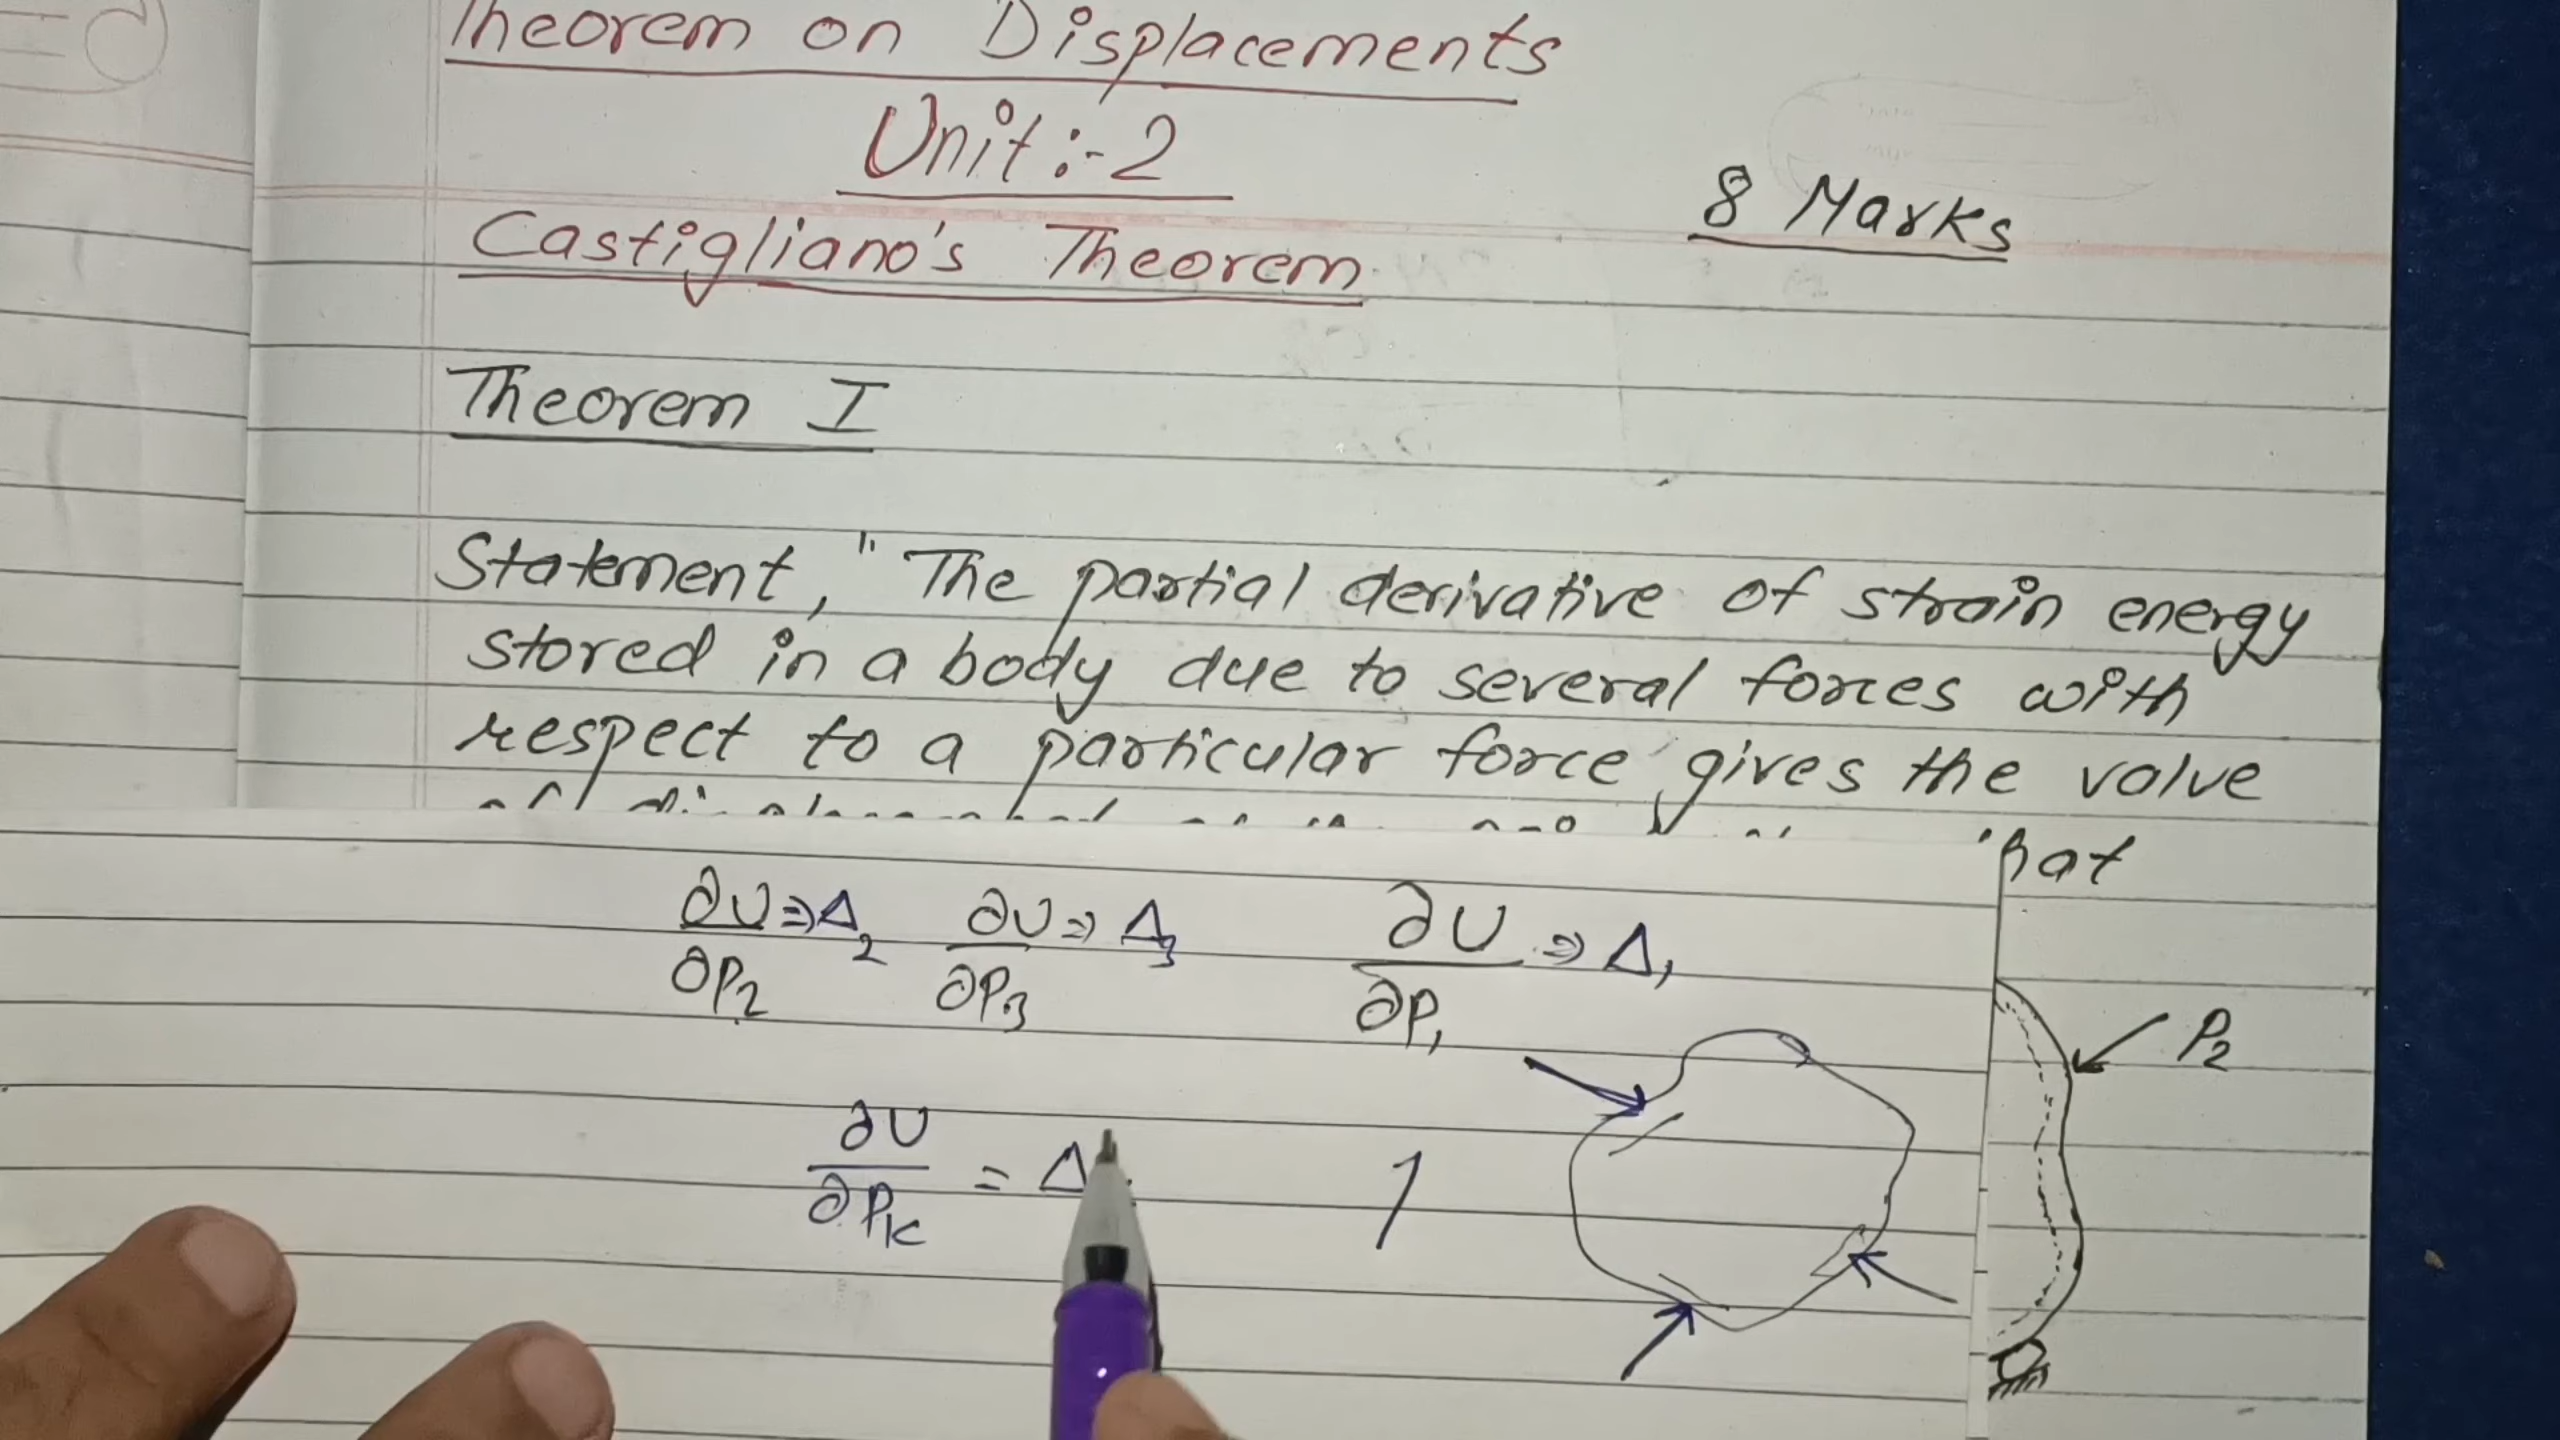 Theorem on Displacements
Unit :- 2
8 Marks
Castigliano's Theorem
Theorem I
Statement, " The partial derivative of strain energy
stored in a body due to several forces with
respect to a particular force gives the value
that
∂U/∂P2 ⇒ Δ2 ∂U/∂P3 ⇒ Δ3 ∂U/∂P1 ⇒ Δ1
P2
∂U/∂Pk = Δ